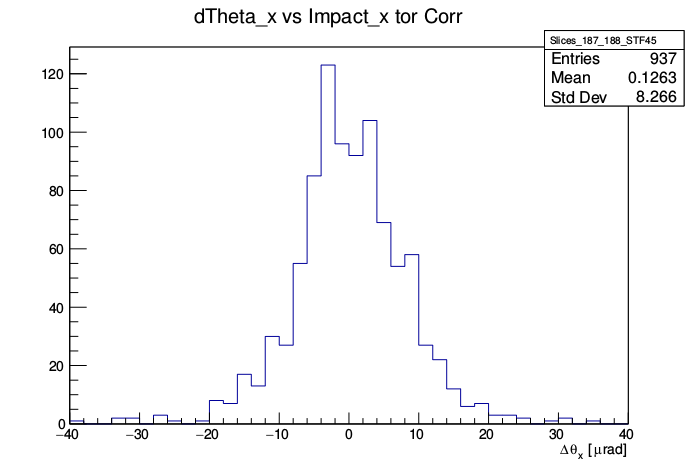 dTheta_x vs Impact_x tor Corr
Slices_187_188_STF45
Entries 937
Mean 0.1263
Std Dev 8.266
120
100
80
60
40
20
0
−40 −30 −20 −10 0 10 20 30 40
Δθx [μrad]